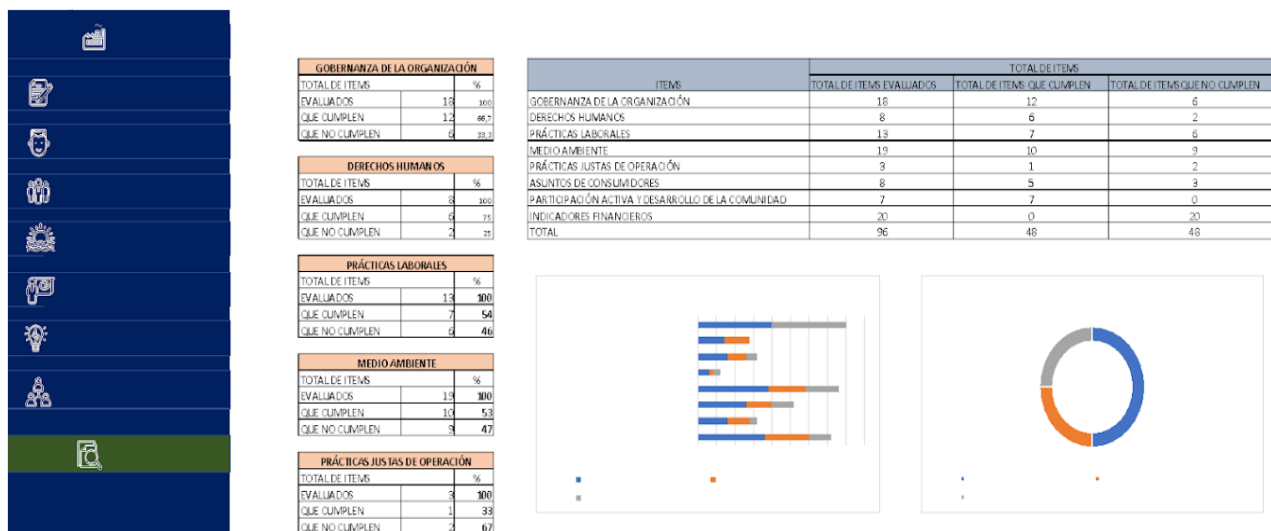 GOBERNANZA DE LA ORGANIZACIÓN
TOTAL DE ITEMS %
EVALUADOS 18 100
QUE CUMPLEN 12 66,7
QUE NO CUMPLEN 6 33,3
DERECHOS HUMANOS
TOTAL DE ITEMS %
EVALUADOS 8 100
QUE CUMPLEN 6 75
QUE NO CUMPLEN 2 25
PRÁCTICAS LABORALES
TOTAL DE ITEMS %
EVALUADOS 13 100
QUE CUMPLEN 7 54
QUE NO CUMPLEN 6 46
MEDIO AMBIENTE
TOTAL DE ITEMS %
EVALUADOS 19 100
QUE CUMPLEN 10 53
QUE NO CUMPLEN 9 47
PRÁCTICAS JUSTAS DE OPERACIÓN
TOTAL DE ITEMS %
EVALUADOS 3 100
QUE CUMPLEN 1 33
QUE NO CUMPLEN 2 67
TOTAL DE ITEMS
ITEMS TOTAL DE ITEMS EVALUADOS TOTAL DE ITEMS QUE CUMPLEN TOTAL DE ITEMS QUE NO CUMPLEN
GOBERNANZA DE LA ORGANIZACIÓN 18 12 6
DERECHOS HUMANOS 8 6 2
PRÁCTICAS LABORALES 13 7 6
MEDIO AMBIENTE 19 10 9
PRÁCTICAS JUSTAS DE OPERACIÓN 3 1 2
ASUNTOS DE CONSUMIDORES 8 5 3
PARTICIPACIÓN ACTIVA Y DESARROLLO DE LA COMUNIDAD 7 7 0
INDICADORES FINANCIEROS 20 0 20
TOTAL 96 48 48